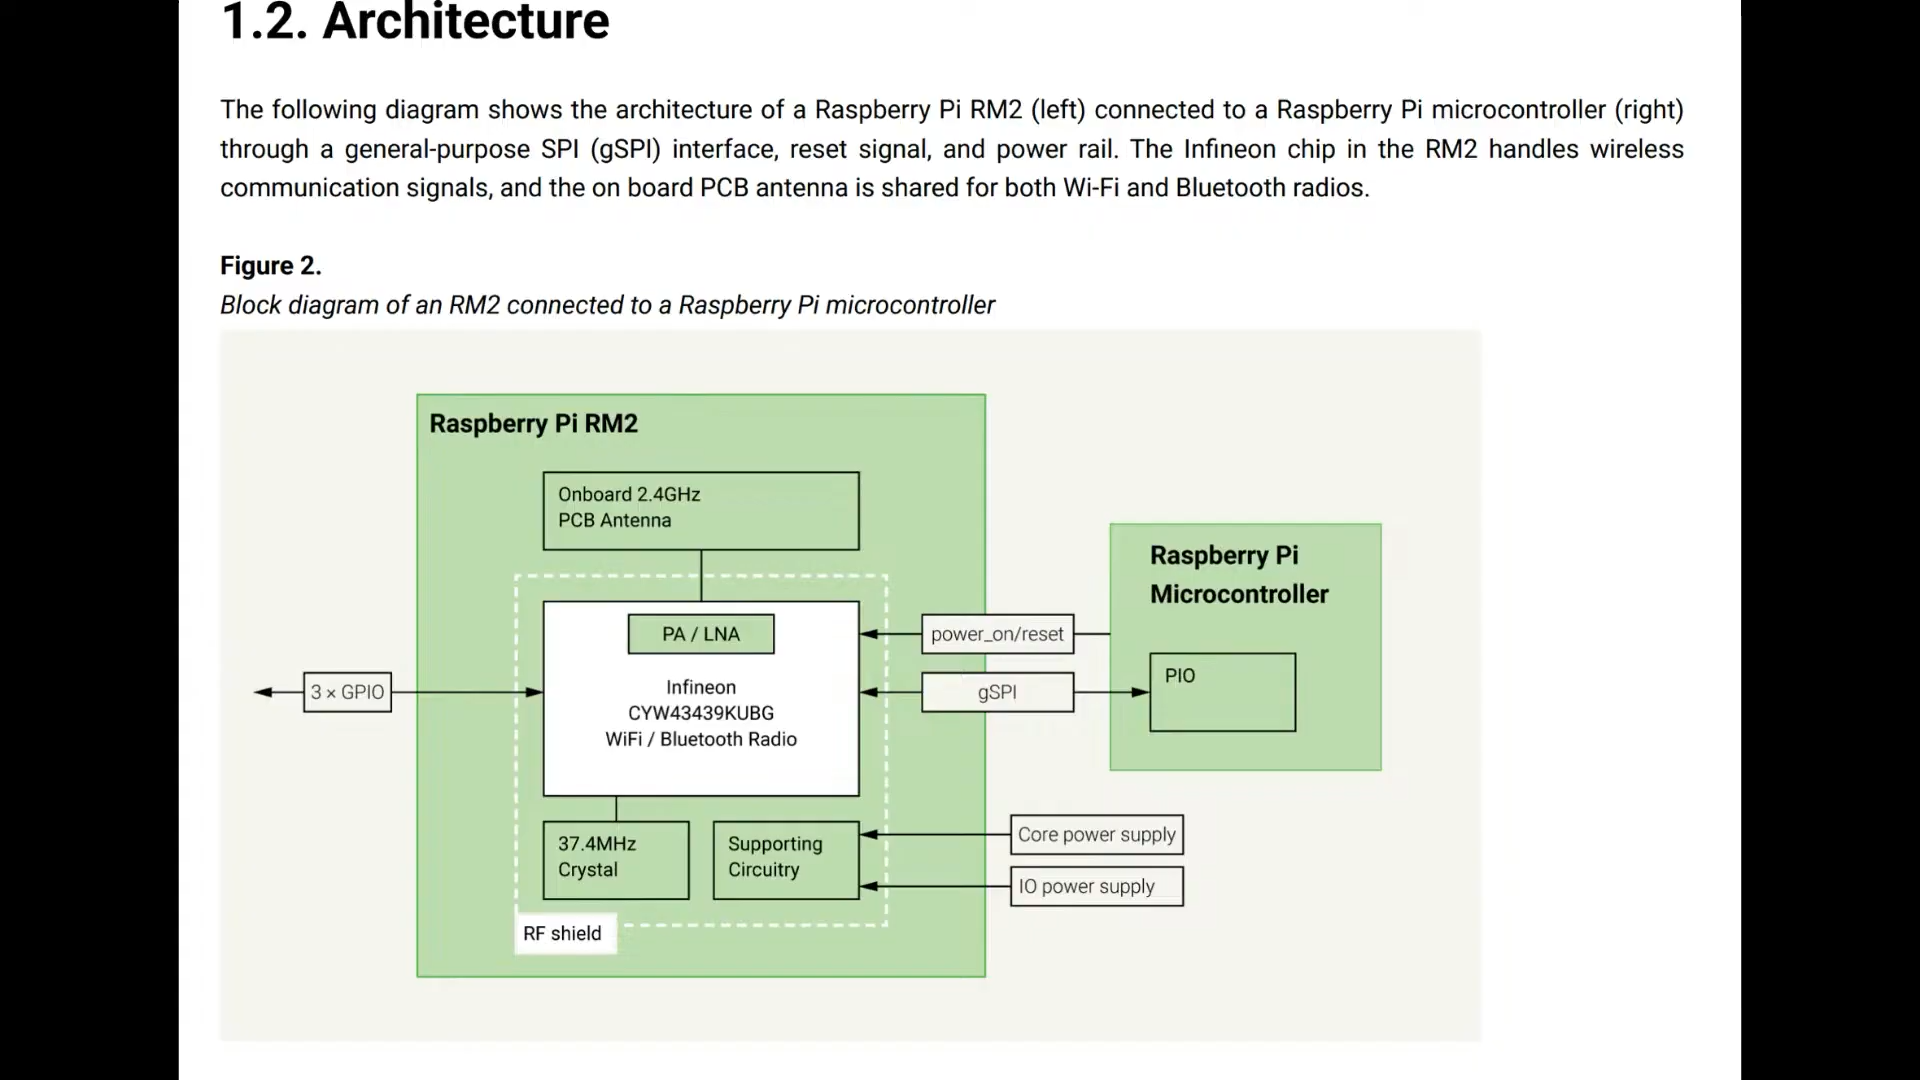 1.2. Architecture
The following diagram shows the architecture of a Raspberry Pi RM2 (left) connected to a Raspberry Pi microcontroller (right)
through a general-purpose SPI (gSPI) interface, reset signal, and power rail. The Infineon chip in the RM2 handles wireless
communication signals, and the on board PCB antenna is shared for both Wi-Fi and Bluetooth radios.
Figure 2.
Block diagram of an RM2 connected to a Raspberry Pi microcontroller
Raspberry Pi RM2
Onboard 2.4GHz
PCB Antenna
PA / LNA
Infineon
CYW43439KUBG
WiFi / Bluetooth Radio
3 × GPIO
37.4MHz
Crystal
Supporting
Circuitry
RF shield
power_on/reset
gSPI
Raspberry Pi
Microcontroller
PIO
Core power supply
IO power supply